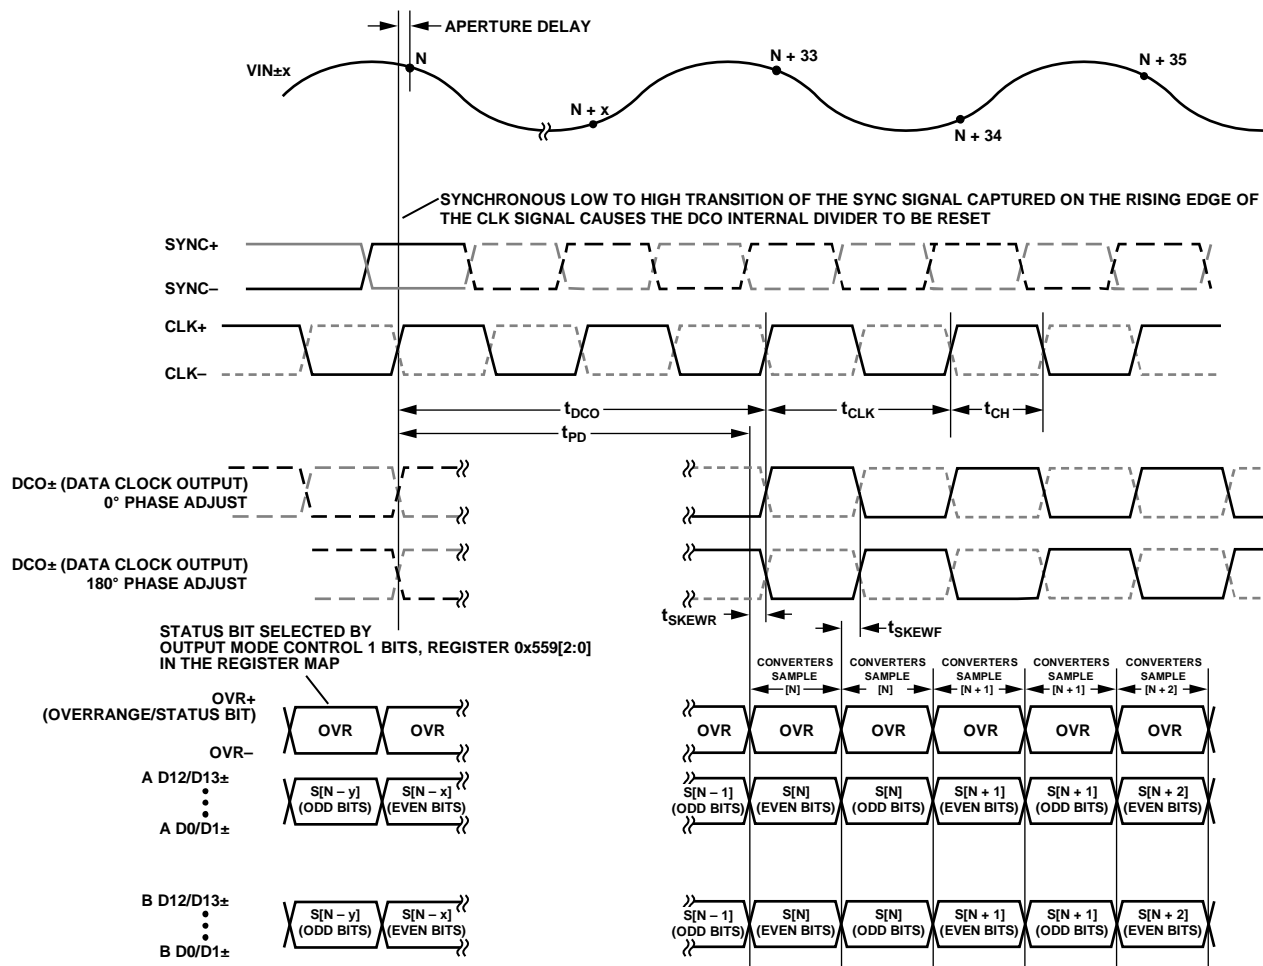 APERTURE DELAY
N
N + 33
N + 35
VIN±x
N + x
N + 34
SYNCHRONOUS LOW TO HIGH TRANSITION OF THE SYNC SIGNAL CAPTURED ON THE RISING EDGE OF
THE CLK SIGNAL CAUSES THE DCO INTERNAL DIVIDER TO BE RESET
SYNC+
SYNC–
CLK+
CLK–
tDCO
tCLK
tCH
tPD
DCO± (DATA CLOCK OUTPUT)
0° PHASE ADJUST
DCO± (DATA CLOCK OUTPUT)
180° PHASE ADJUST
tSKEWR
tSKEWF
STATUS BIT SELECTED BY
OUTPUT MODE CONTROL 1 BITS, REGISTER 0x559[2:0]
IN THE REGISTER MAP
CONVERTERS
SAMPLE
[N]
CONVERTERS
SAMPLE
[N]
CONVERTERS
SAMPLE
[N + 1]
CONVERTERS
SAMPLE
[N + 1]
CONVERTERS
SAMPLE
[N + 2]
OVR+
(OVERRANGE/STATUS BIT)
OVR–
OVR
OVR
OVR
OVR
OVR
OVR
OVR
OVR
A D12/D13±
A D0/D1±
S[N – y]
(ODD BITS)
S[N – x]
(EVEN BITS)
S[N – 1]
(ODD BITS)
S[N]
(EVEN BITS)
S[N]
(ODD BITS)
S[N + 1]
(EVEN BITS)
S[N + 1]
(ODD BITS)
S[N + 2]
(EVEN BITS)
B D12/D13±
B D0/D1±
S[N – y]
(ODD BITS)
S[N – x]
(EVEN BITS)
S[N – 1]
(ODD BITS)
S[N]
(EVEN BITS)
S[N]
(ODD BITS)
S[N + 1]
(EVEN BITS)
S[N + 1]
(ODD BITS)
S[N + 2]
(EVEN BITS)